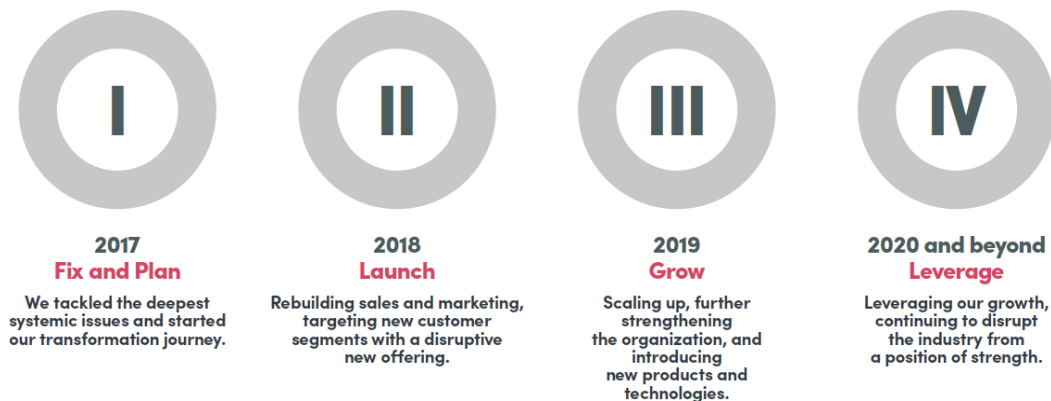 I
2017
Fix and Plan
We tackled the deepest
systemic issues and started
our transformation journey.
II
2018
Launch
Rebuilding sales and marketing,
targeting new customer
segments with a disruptive
new offering.
III
2019
Grow
Scaling up, further
strengthening
the organization, and
introducing
new products and
technologies.
IV
2020 and beyond
Leverage
Leveraging our growth,
continuing to disrupt
the industry from
a position of strength.